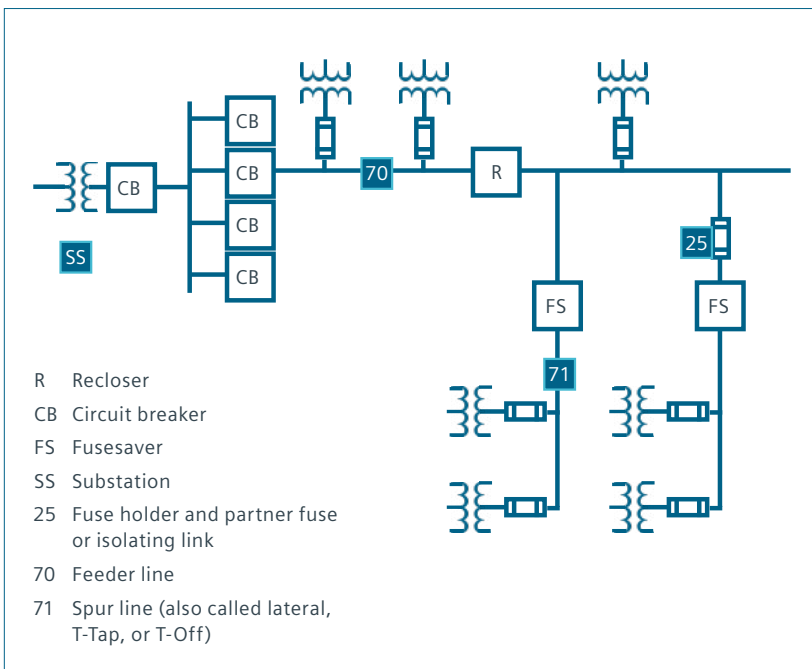 CB
CB
70
R
CB
CB
25
SS
CB
CB
FS
FS
71
R Recloser
CB Circuit breaker
FS Fusesaver
SS Substation
25 Fuse holder and partner fuse
or isolating link
70 Feeder line
71 Spur line (also called lateral,
T-Tap, or T-Off)